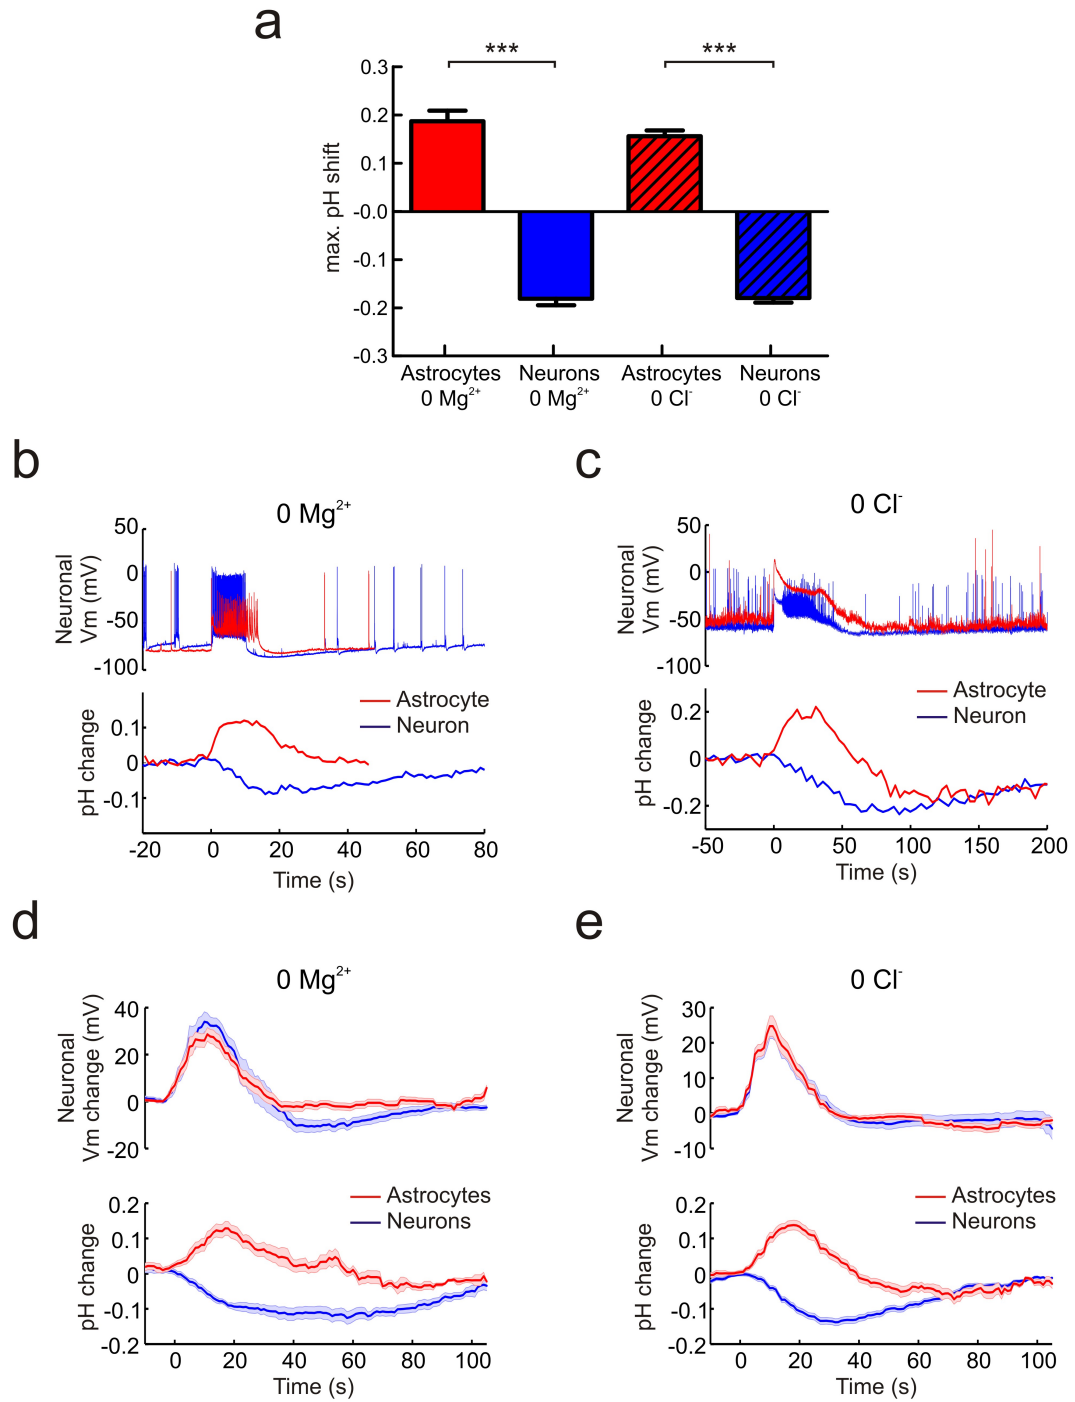 a
*** ***
0.3
0.2
0.1
-0.0
-0.1
-0.2
-0.3
max. pH shift
Astrocytes Neurons Astrocytes Neurons
0 Mg²⁺ 0 Mg²⁺ 0 Cl⁻ 0 Cl⁻
b
0 Mg²⁺
Neuronal
Vm (mV)
50
0
-50
-100
Astrocyte
Neuron
pH change
0.1
0
-0.1
-20 0 20 40 60 80
Time (s)
c
0 Cl⁻
Neuronal
Vm (mV)
50
0
-50
-100
Astrocyte
Neuron
pH change
0.2
0
-0.2
-50 0 50 100 150 200
Time (s)
d
0 Mg²⁺
Neuronal
Vm change (mV)
40
20
0
-20
Astrocytes
Neurons
pH change
0.2
0.1
0
-0.1
-0.2
0 20 40 60 80 100
Time (s)
e
0 Cl⁻
Neuronal
Vm change (mV)
30
20
10
0
-10
Astrocytes
Neurons
pH change
0.2
0.1
0
-0.1
-0.2
0 20 40 60 80 100
Time (s)